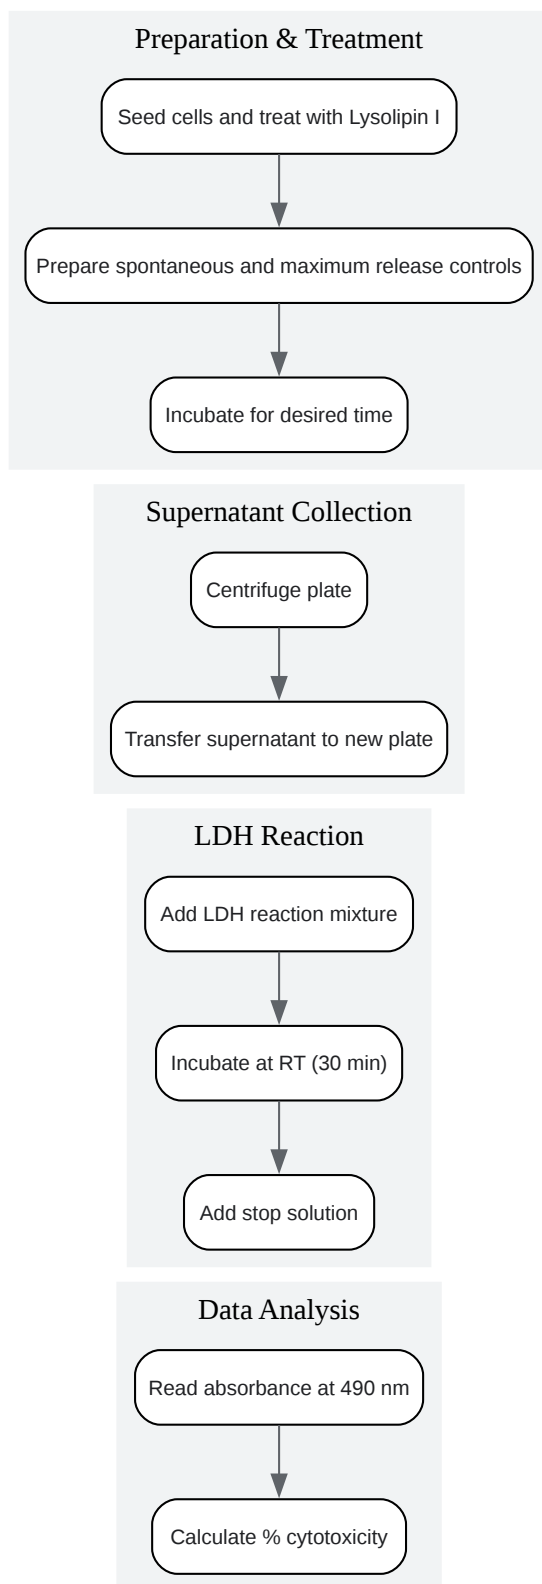 Preparation & Treatment
Seed cells and treat with Lysolipin I
Prepare spontaneous and maximum release controls
Incubate for desired time
Supernatant Collection
Centrifuge plate
Transfer supernatant to new plate
LDH Reaction
Add LDH reaction mixture
Incubate at RT (30 min)
Add stop solution
Data Analysis
Read absorbance at 490 nm
Calculate % cytotoxicity